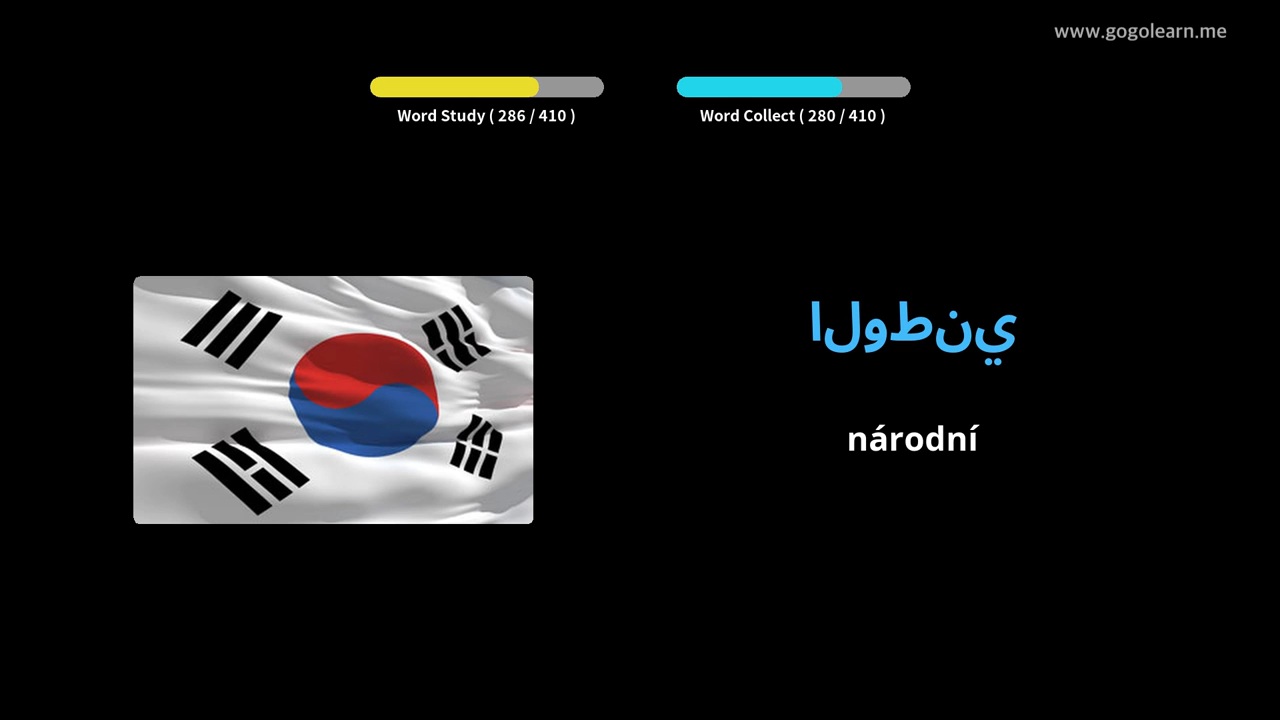 www.gogolearn.me
Word Study ( 286 / 410 )
Word Collect ( 280 / 410 )
الوطني
národní